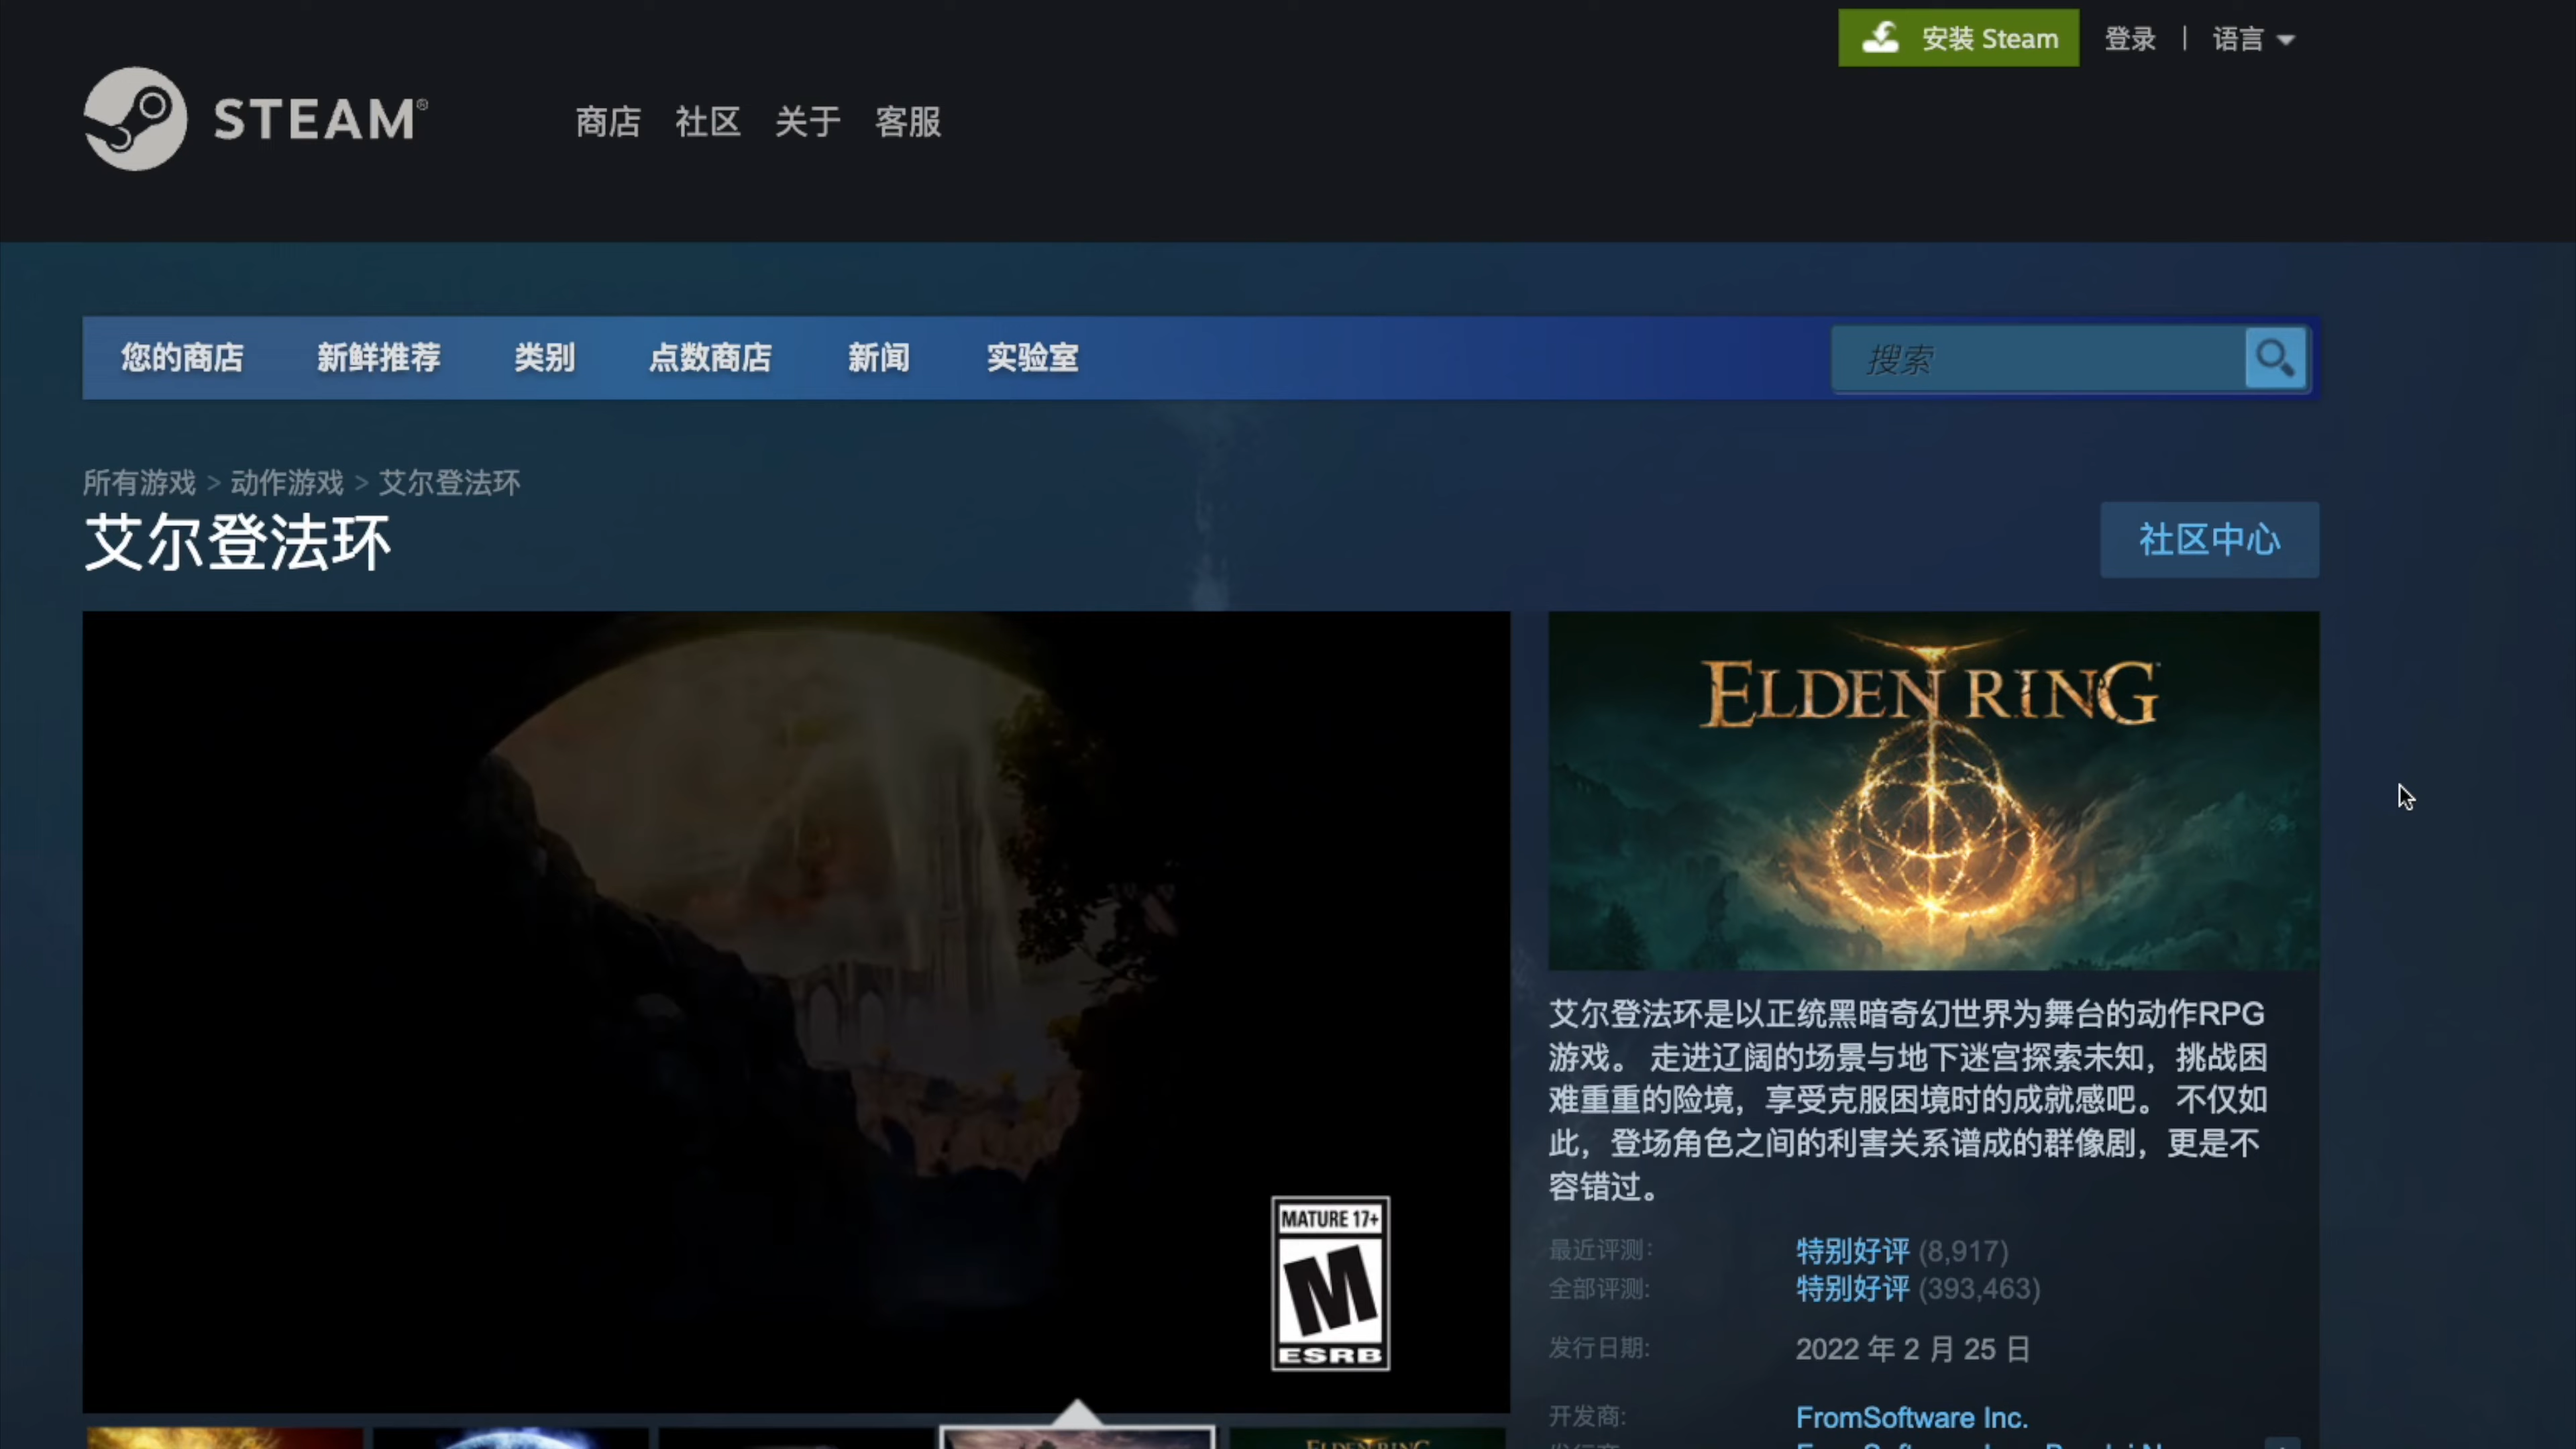 安装 Steam
登录 | 语言
STEAM®
商店 社区 关于 客服
您的商店 新鲜推荐 类别 点数商店 新闻 实验室
搜索
所有游戏 > 动作游戏 > 艾尔登法环
艾尔登法环
社区中心
ELDEN RING
艾尔登法环是以正统黑暗奇幻世界为舞台的动作RPG
游戏。 走进辽阔的场景与地下迷宫探索未知，挑战困
难重重的险境，享受克服困境时的成就感吧。 不仅如
此，登场角色之间的利害关系谱成的群像剧，更是不
容错过。
MATURE 17+
M
ESRB
最近评测: 特别好评 (8,917)
全部评测: 特别好评 (393,463)
发行日期: 2022 年 2 月 25 日
开发商: FromSoftware Inc.
ELDEN RING